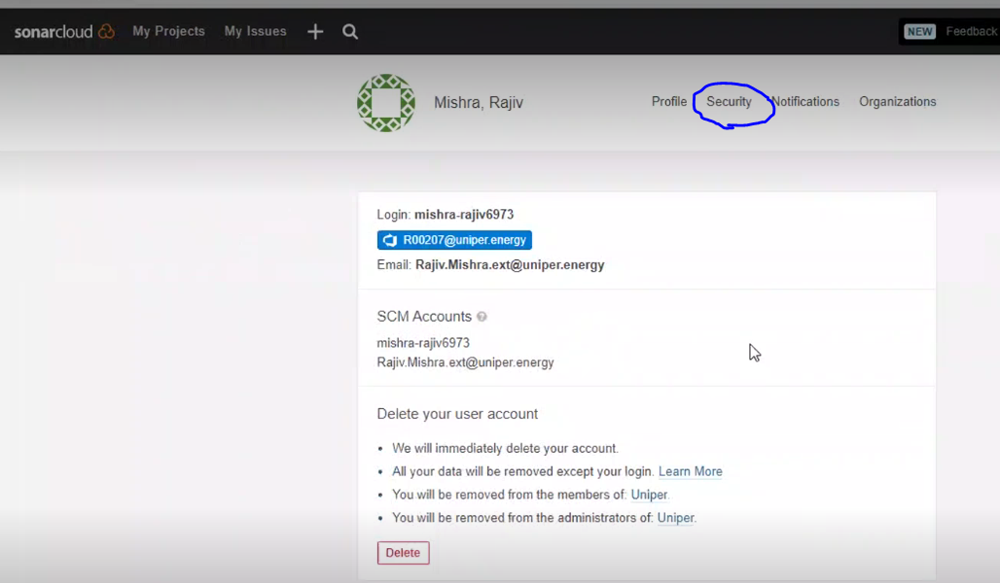 sonarcloud My Projects My Issues NEW Feedback
Mishra, Rajiv Profile Security Notifications Organizations
Login: mishra-rajiv6973
R00207@uniper.energy
Email: Rajiv.Mishra.ext@uniper.energy
SCM Accounts ?
mishra-rajiv6973
Rajiv.Mishra.ext@uniper.energy
Delete your user account
• We will immediately delete your account.
• All your data will be removed except your login. Learn More
• You will be removed from the members of: Uniper.
• You will be removed from the administrators of: Uniper.
Delete